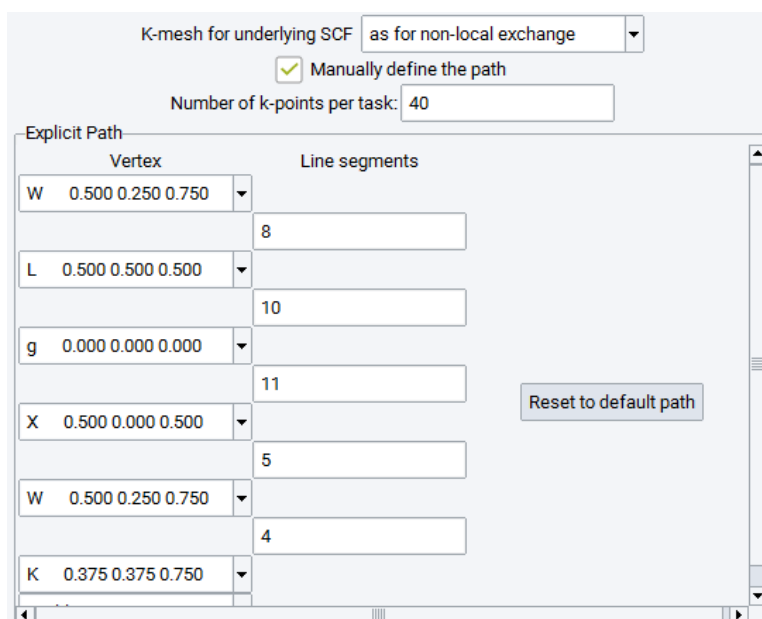 K-mesh for underlying SCF as for non-local exchange
Manually define the path
Number of k-points per task: 40
Explicit Path
Vertex Line segments
W 0.500 0.250 0.750
8
L 0.500 0.500 0.500
10
g 0.000 0.000 0.000
11
Reset to default path
X 0.500 0.000 0.500
5
W 0.500 0.250 0.750
4
K 0.375 0.375 0.750